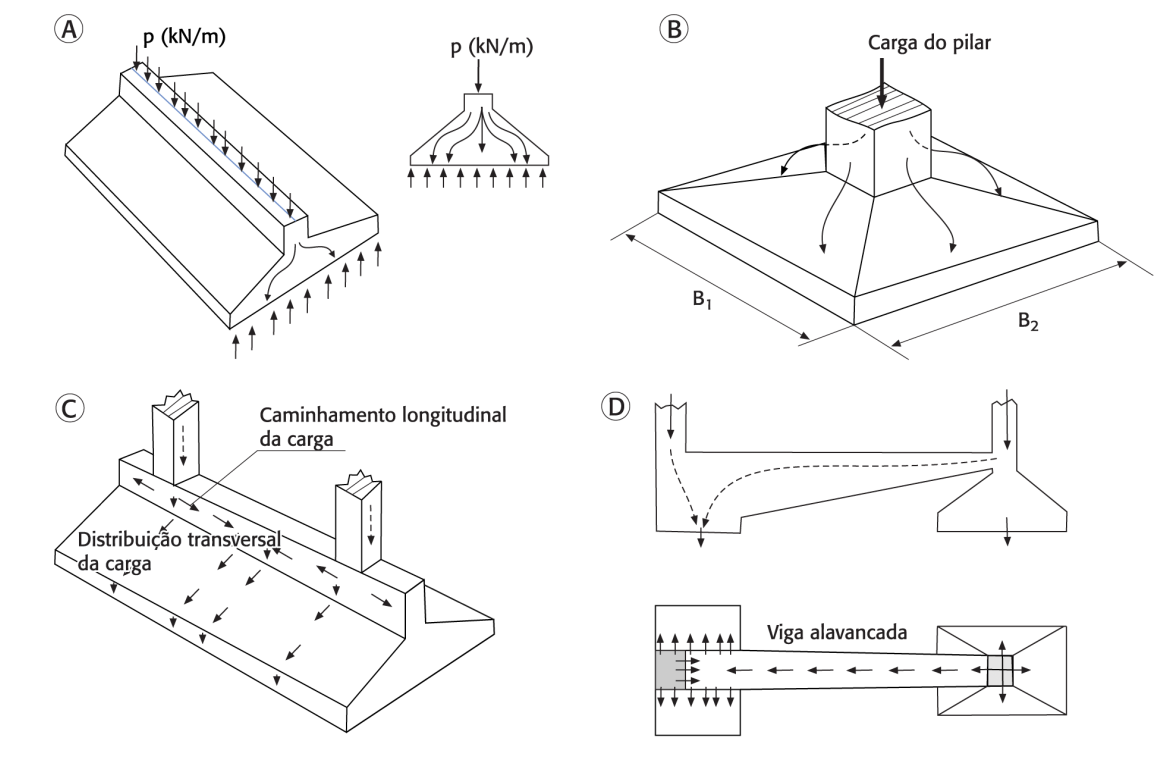 A
p (kN/m)
p (kN/m)
B
Carga do pilar
B1
B2
C
Caminhamento longitudinal
da carga
Distribuição transversal
da carga
D
Viga alavancada